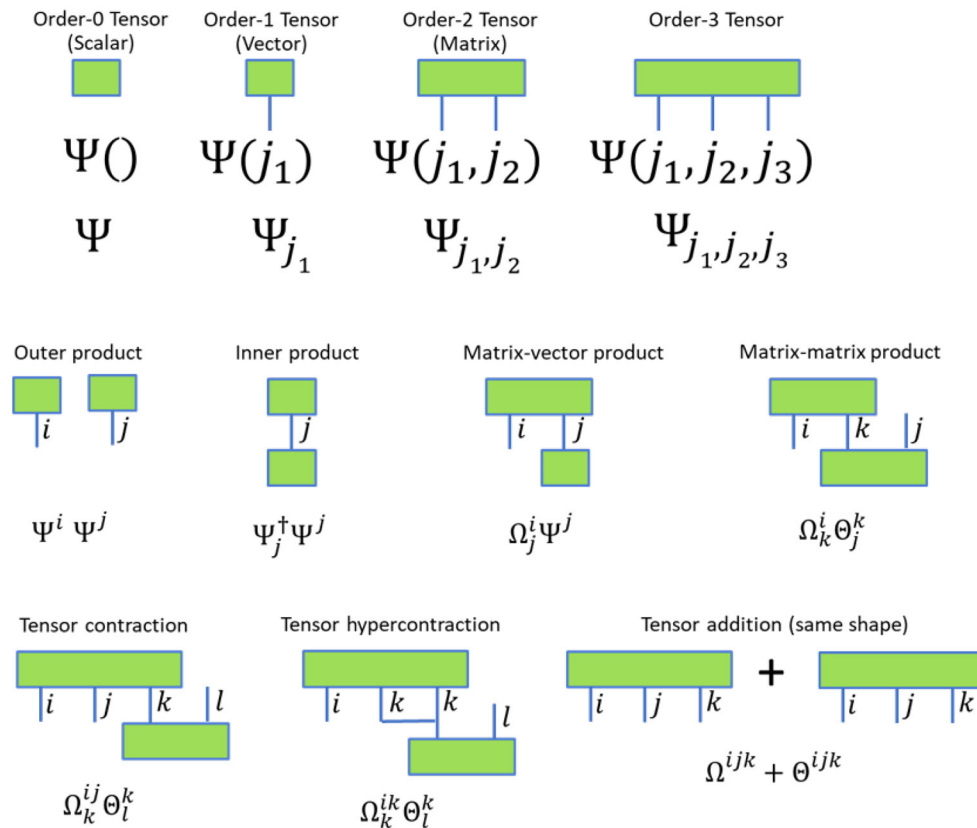 Order-0 Tensor (Scalar)
Order-1 Tensor (Vector)
Order-2 Tensor (Matrix)
Order-3 Tensor
Ψ() Ψ(j₁) Ψ(j₁, j₂) Ψ(j₁, j₂, j₃)
Ψ Ψ_{j₁} Ψ_{j₁,j₂} Ψ_{j₁,j₂,j₃}
Outer product
i j
Ψ^i Ψ^j
Inner product
j
Ψ_j^† Ψ^j
Matrix-vector product
i j
Ω_j^i Ψ^j
Matrix-matrix product
i k j
Ω_k^i Θ_j^k
Tensor contraction
i j k l
Ω_k^{ij} Θ_l^k
Tensor hypercontraction
i k k l
Ω_k^{ik} Θ_l^k
Tensor addition (same shape)
i j k + i j k
Ω^{ijk} + Θ^{ijk}